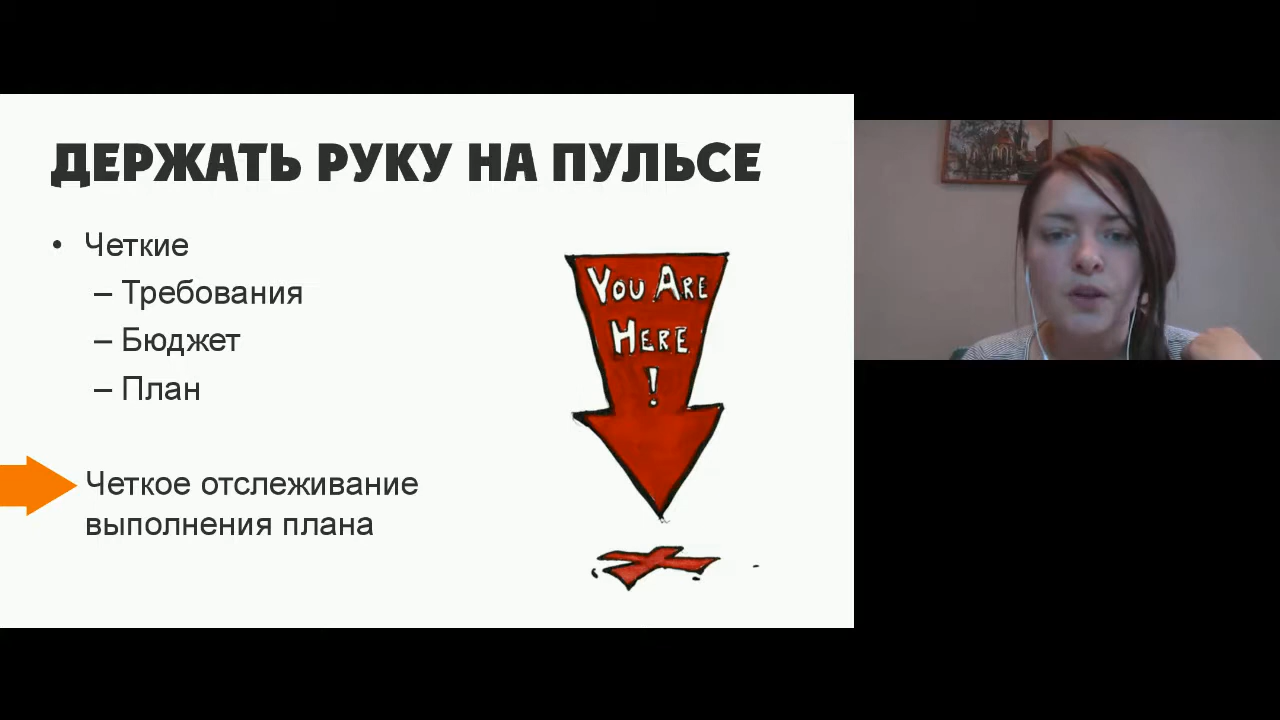 ДЕРЖАТЬ РУКУ НА ПУЛЬСЕ
• Четкие
– Требования
– Бюджет
– План
Четкое отслеживание
выполнения плана
YOU ARE
HERE
!